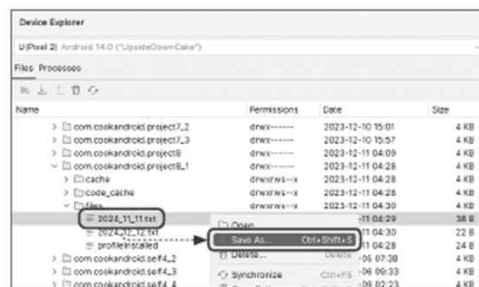 Device Explorer
U (Pixel 2) Android 14.0 ("UpsideDownCake")
Files Processes
Name Permissions Date Size
com.cookandroid.project7_2 drwx------ 2023-12-10 15:01 4 KB
com.cookandroid.project7_3 drwx------ 2023-12-10 15:57 4 KB
com.cookandroid.project8 drwx------ 2023-12-11 04:09 4 KB
com.cookandroid.project8_1 drwx------ 2023-12-11 04:28 4 KB
cache drwxrws--x 2023-12-11 04:28 4 KB
code_cache drwxrws--x 2023-12-11 04:28 4 KB
files 2023-12-11 04:30 4 KB
2024_11_11.txt -11 04:29 38 B
Open
2024_12_12.txt -11 04:30 22 B
Save As... Ctrl+Shift+S
profileInstalled -11 04:28 24 B
Delete... Delete
com.cookandroid.self4_2 -06 07:38 4 KB
com.cookandroid.self4_3 -06 09:33 4 KB
Synchronize Ctrl+F5
com.cookandroid.self4_4 -09 02:23 4 KB